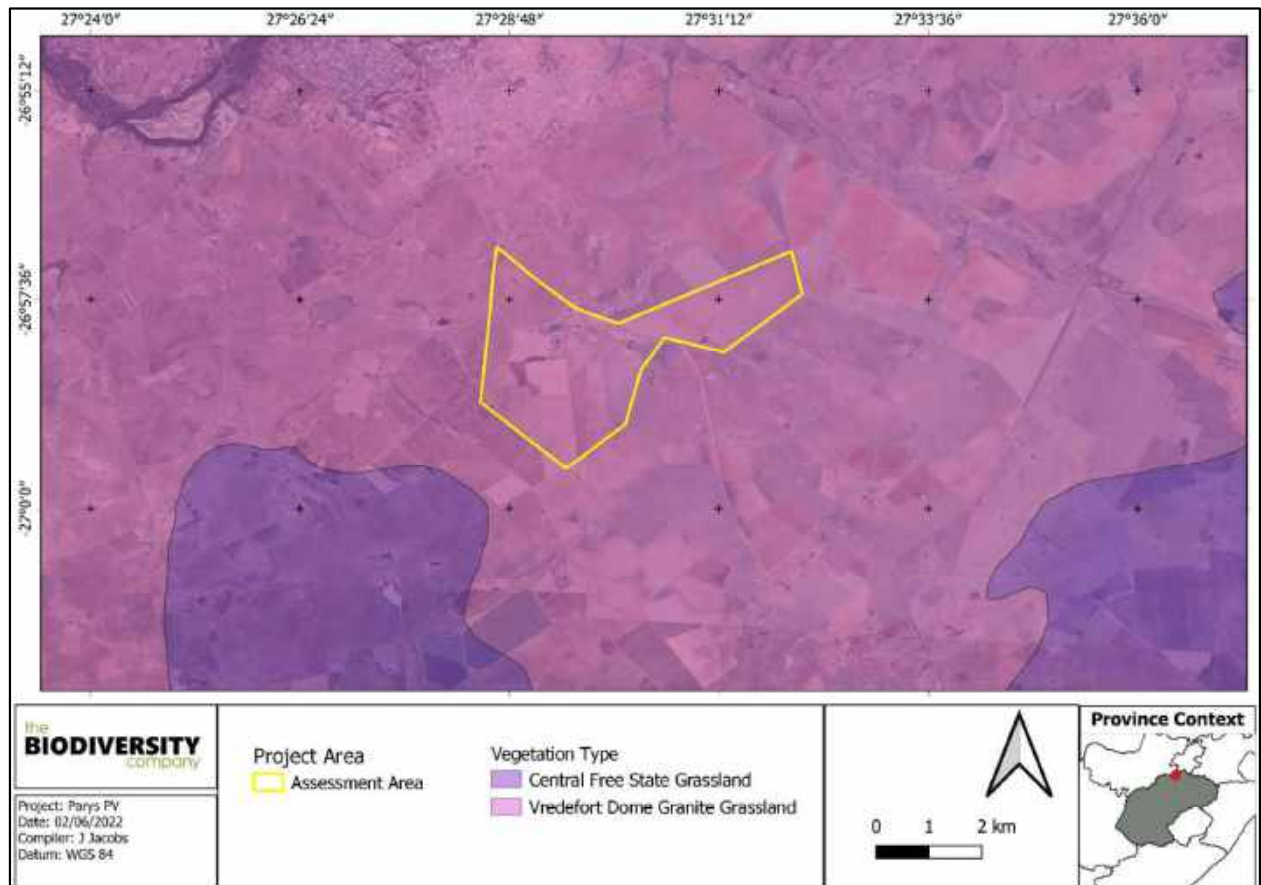 27°24'0"
27°26'24"
27°28'48"
27°31'12"
27°33'36"
27°36'0"
-26°55'12"
-26°57'36"
-27°0'0"
the
BIODIVERSITY
company
Project: Parys PV
Date: 02/06/2022
Compiler: J Jacobs
Datum: WGS 84
Project Area
Assessment Area
Vegetation Type
Central Free State Grassland
Vredefort Dome Granite Grassland
0 1 2 km
Province Context